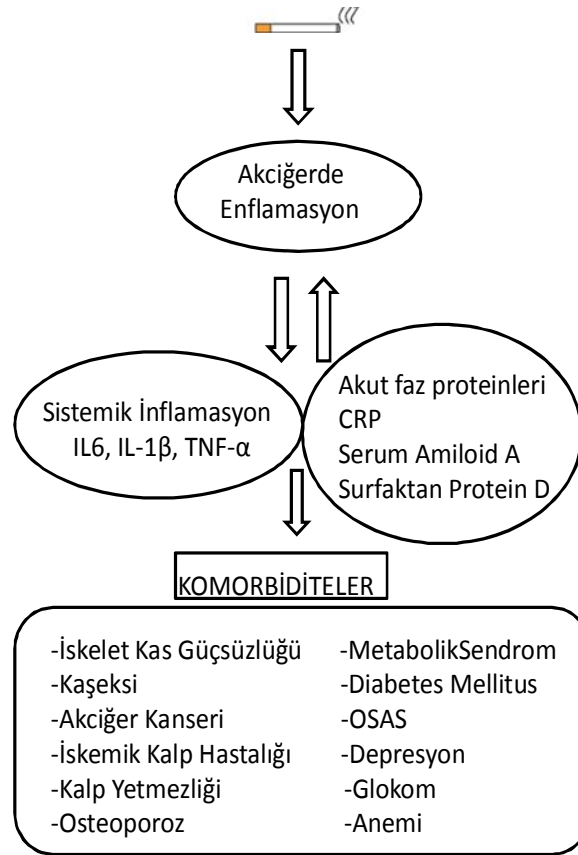 Akciğerde
Enflamasyon
Sistemik İnflamasyon
IL6, IL-1β, TNF-α
Akut faz proteinleri
CRP
Serum Amiloid A
Surfaktan Protein D
KOMORBİDİTELER
-İskelet Kas Güçsüzlüğü
-Kaşeksi
-Akciğer Kanseri
-İskemik Kalp Hastalığı
-Kalp Yetmezliği
-Osteoporoz
-MetabolikSendrom
-Diabetes Mellitus
-OSAS
-Depresyon
-Glokom
-Anemi